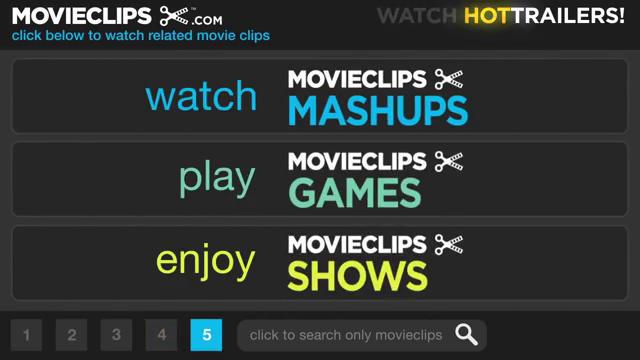 MOVIECLIPS .COM™
click below to watch related movie clips
WATCH HOTTRAILERS!
watch MOVIECLIPS MASHUPS
play MOVIECLIPS GAMES
enjoy MOVIECLIPS SHOWS
1 2 3 4 5 click to search only movieclips